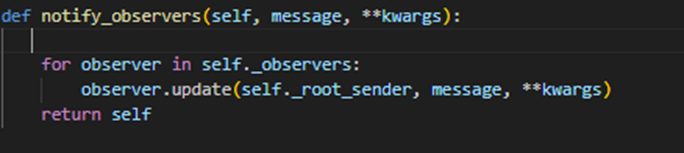 def notify_observers(self, message, **kwargs):
for observer in self._observers:
observer.update(self._root_sender, message, **kwargs)
return self